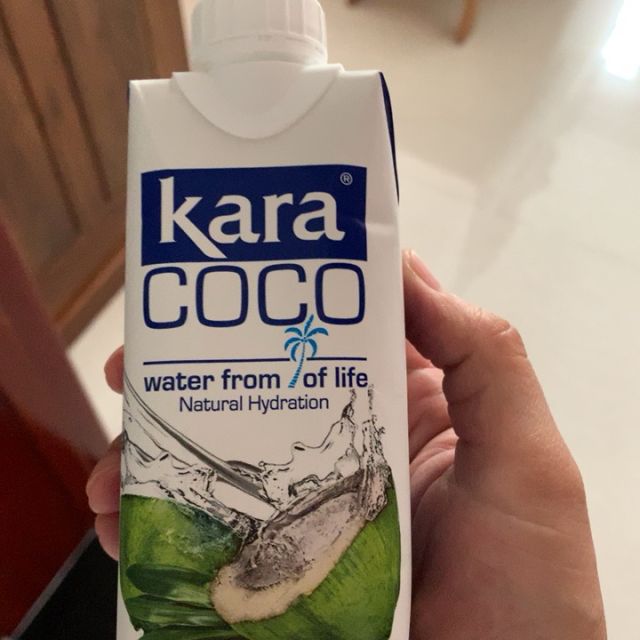 kara®
COCO
water from of life
Natural Hydration